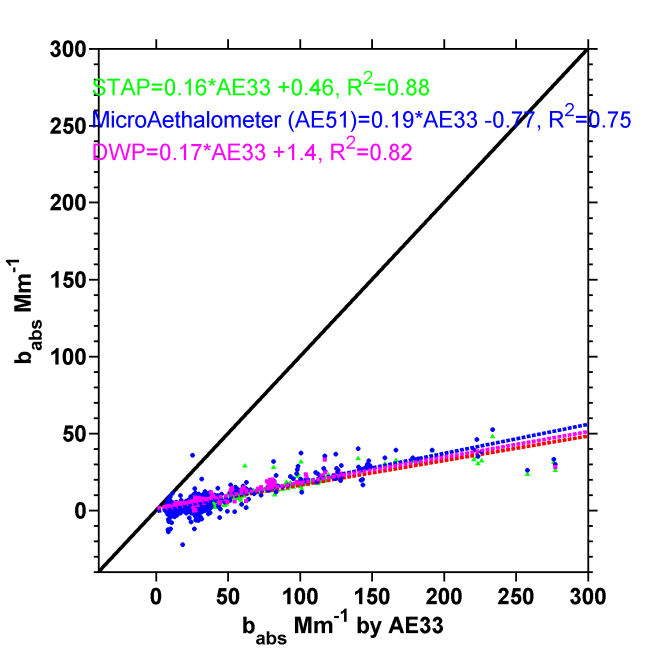 300
STAP=0.16*AE33 +0.46, R²=0.88
MicroAethalometer (AE51)=0.19*AE33 -0.77, R²=0.75
250
DWP=0.17*AE33 +1.4, R²=0.82
200
150
100
50
0
b_abs Mm⁻¹
0 50 100 150 200 250 300
b_abs Mm⁻¹ by AE33